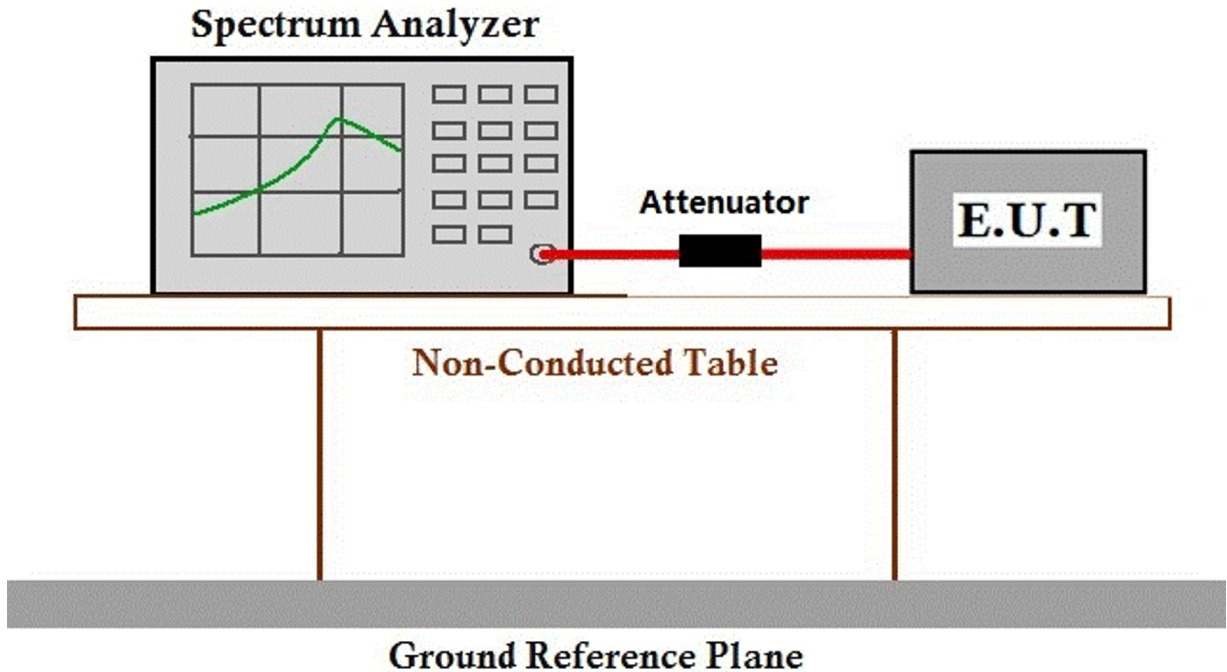 Spectrum Analyzer
Attenuator
E.U.T
Non-Conducted Table
Ground Reference Plane